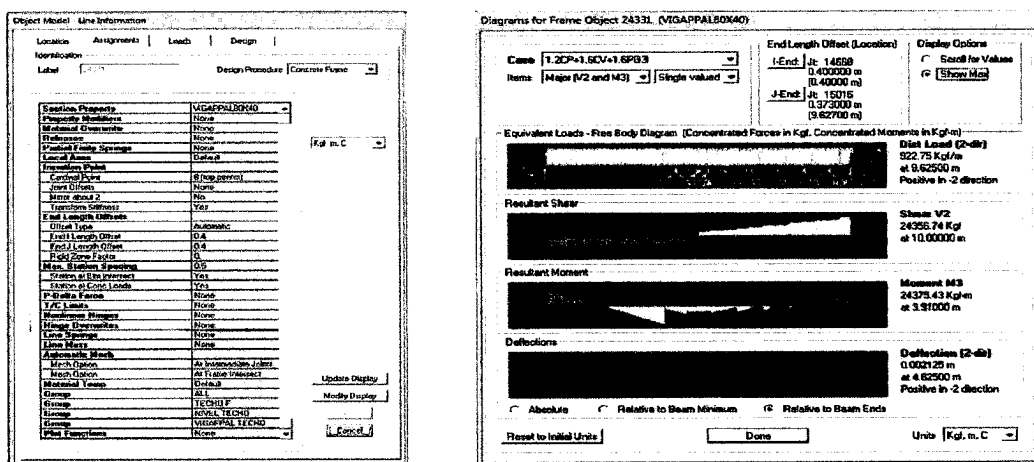 Object Model - Line Information
Location Assignments Loads Design
Identification
Label Design Procedure Concrete Frame
Section Property VIGAPPAL80X40
Property Modifiers None
Material Overwrite None
Releases None
Partial Fixity Springs None
Local Axes Default
Insertion Point
Cardinal Point 8 (top center)
Joint Offsets None
Mirror about 2 No
Transform Stiffness Yes
End Length Offsets
Offset Type Automatic
End I Length Offset 0.4
End J Length Offset 0.4
Rigid Zone Factor 0.
Max. Station Spacing 0.5
Station at Elm Intersect Yes
Station at Conc Loads Yes
P-Delta Force None
T/C Limits None
Nonlinear Hinges None
Hinge Overwrites None
Line Springs None
Line Mass None
Automatic Mesh
Mesh Option At Intermediate Joints
Mesh Option At Frame Intersect
Material Temp Default
Group ALL
Group TECHO F
Group NIVEL TECHO
Group VIGAPPAL TECHO
Plot Functions None
Kgf, m, C
Update Display
Modify Display
Cancel
Diagrams for Frame Object 2433L (VIGAPPAL80X40)
Case 1.2CP+1.6CV+1.6PG3
Items Major (V2 and M3) Single valued
End Length Offset (Location)
I-End: Jt: 14668
0.400000 m
(0.40000 m)
J-End: Jt: 15016
0.373000 m
(9.62700 m)
Display Options
Scroll for Values
Show Max
Equivalent Loads - Free Body Diagram (Concentrated Forces in Kgf, Concentrated Moments in Kgf-m)
Dist Load (2-dir)
922.75 Kgf/m
at 9.62500 m
Positive in -2 direction
Resultant Shear
Shear V2
24356.74 Kgf
at 10.00000 m
Resultant Moment
Moment M3
24375.43 Kgf-m
at 3.91000 m
Deflections
Deflection (2-dir)
0.002125 m
at 4.62500 m
Positive in -2 direction
Absolute Relative to Beam Minimum Relative to Beam Ends
Reset to Initial Units Done Units Kgf, m, C